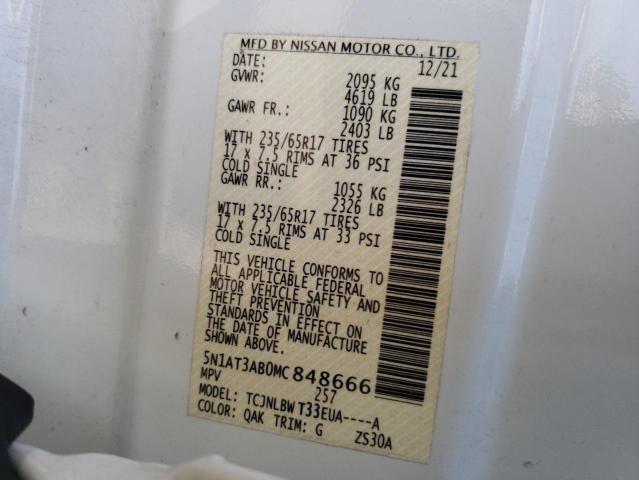 MFD BY NISSAN MOTOR CO., LTD.
DATE: 12/21
GVWR: 2095 KG
4619 LB
GAWR FR.: 1090 KG
2403 LB
WITH 235/65R17 TIRES
17 x 7.5 RIMS AT 36 PSI
COLD SINGLE
GAWR RR.: 1055 KG
2326 LB
WITH 235/65R17 TIRES
17 x 7.5 RIMS AT 33 PSI
COLD SINGLE
THIS VEHICLE CONFORMS TO
ALL APPLICABLE FEDERAL
MOTOR VEHICLE SAFETY AND
THEFT PREVENTION
STANDARDS IN EFFECT ON
THE DATE OF MANUFACTURE
SHOWN ABOVE.
5N1AT3AB0MC 848666
MPV 257
MODEL: TCJNLBW T33EUA----A
COLOR: QAK TRIM: G ZS30A